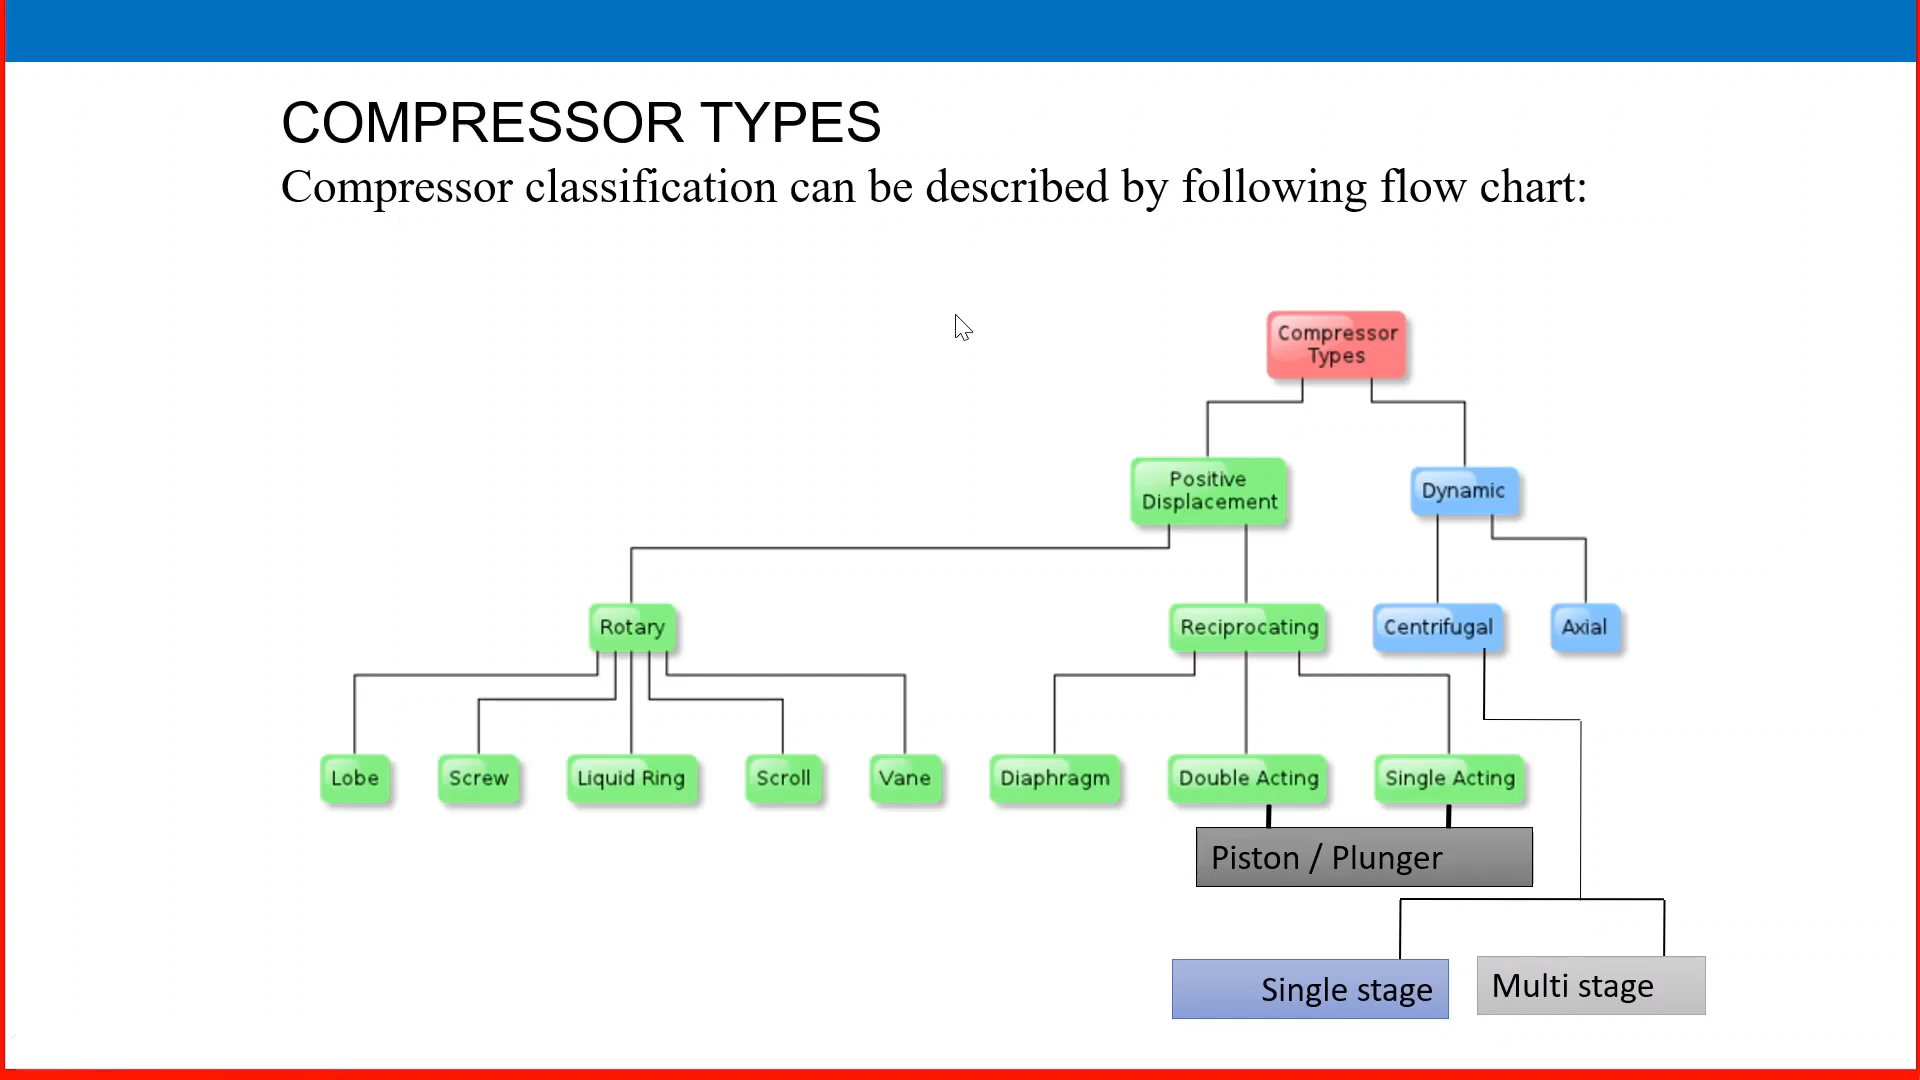 COMPRESSOR TYPES
Compressor classification can be described by following flow chart:
Compressor
Types
Positive
Displacement
Dynamic
Rotary
Reciprocating
Centrifugal
Axial
Lobe
Screw
Liquid Ring
Scroll
Vane
Diaphragm
Double Acting
Single Acting
Piston / Plunger
Single stage
Multi stage